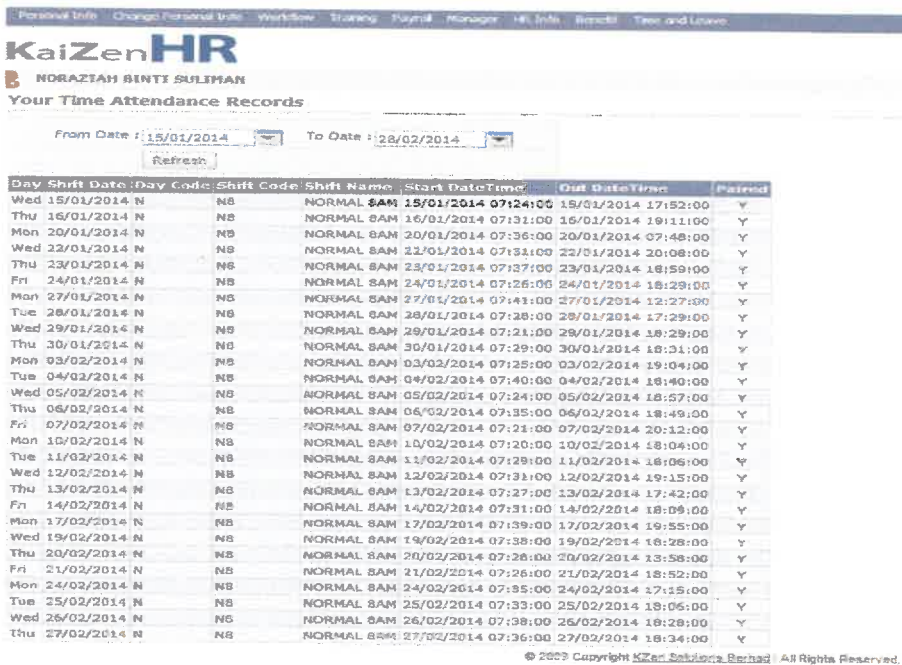 Personal Info Change Personal Info Workflow Training Payroll Manager HR Info Benefit Time and Leave
KaiZenHR
NORAZIAH BINTI SULIMAN
Your Time Attendance Records
From Date : 15/01/2014 To Date : 28/02/2014
Refresh
Day Shift Date Day Code Shift Code Shift Name Start DateTime Out DateTime Paired
Wed 15/01/2014 N N8 NORMAL 8AM 15/01/2014 07:24:00 15/01/2014 17:52:00 Y
Thu 16/01/2014 N N8 NORMAL 8AM 16/01/2014 07:31:00 16/01/2014 19:11:00 Y
Mon 20/01/2014 N N8 NORMAL 8AM 20/01/2014 07:36:00 20/01/2014 07:48:00 Y
Wed 22/01/2014 N N8 NORMAL 8AM 22/01/2014 07:31:00 22/01/2014 20:08:00 Y
Thu 23/01/2014 N N8 NORMAL 8AM 23/01/2014 07:37:00 23/01/2014 18:59:00 Y
Fri 24/01/2014 N N8 NORMAL 8AM 24/01/2014 07:26:00 24/01/2014 18:29:00 Y
Mon 27/01/2014 N N8 NORMAL 8AM 27/01/2014 07:41:00 27/01/2014 12:27:00 Y
Tue 28/01/2014 N N8 NORMAL 8AM 28/01/2014 07:28:00 28/01/2014 17:29:00 Y
Wed 29/01/2014 N N8 NORMAL 8AM 29/01/2014 07:21:00 29/01/2014 18:29:00 Y
Thu 30/01/2014 N N8 NORMAL 8AM 30/01/2014 07:29:00 30/01/2014 18:31:00 Y
Mon 03/02/2014 N N8 NORMAL 8AM 03/02/2014 07:25:00 03/02/2014 19:04:00 Y
Tue 04/02/2014 N N8 NORMAL 8AM 04/02/2014 07:40:00 04/02/2014 18:40:00 Y
Wed 05/02/2014 N N8 NORMAL 8AM 05/02/2014 07:24:00 05/02/2014 18:57:00 Y
Thu 06/02/2014 N N8 NORMAL 8AM 06/02/2014 07:35:00 06/02/2014 18:49:00 Y
Fri 07/02/2014 N N8 NORMAL 8AM 07/02/2014 07:21:00 07/02/2014 20:12:00 Y
Mon 10/02/2014 N N8 NORMAL 8AM 10/02/2014 07:20:00 10/02/2014 18:04:00 Y
Tue 11/02/2014 N N8 NORMAL 8AM 11/02/2014 07:29:00 11/02/2014 18:06:00 Y
Wed 12/02/2014 N N8 NORMAL 8AM 12/02/2014 07:31:00 12/02/2014 19:15:00 Y
Thu 13/02/2014 N N8 NORMAL 8AM 13/02/2014 07:27:00 13/02/2014 17:42:00 Y
Fri 14/02/2014 N N8 NORMAL 8AM 14/02/2014 07:31:00 14/02/2014 18:09:00 Y
Mon 17/02/2014 N N8 NORMAL 8AM 17/02/2014 07:39:00 17/02/2014 19:55:00 Y
Wed 19/02/2014 N N8 NORMAL 8AM 19/02/2014 07:38:00 19/02/2014 18:28:00 Y
Thu 20/02/2014 N N8 NORMAL 8AM 20/02/2014 07:28:00 20/02/2014 13:58:00 Y
Fri 21/02/2014 N N8 NORMAL 8AM 21/02/2014 07:26:00 21/02/2014 18:52:00 Y
Mon 24/02/2014 N N8 NORMAL 8AM 24/02/2014 07:35:00 24/02/2014 17:15:00 Y
Tue 25/02/2014 N N8 NORMAL 8AM 25/02/2014 07:33:00 25/02/2014 18:06:00 Y
Wed 26/02/2014 N N8 NORMAL 8AM 26/02/2014 07:38:00 26/02/2014 18:28:00 Y
Thu 27/02/2014 N N8 NORMAL 8AM 27/02/2014 07:36:00 27/02/2014 18:34:00 Y
© 2009 Copyright KZen Solutions Berhad All Rights Reserved.